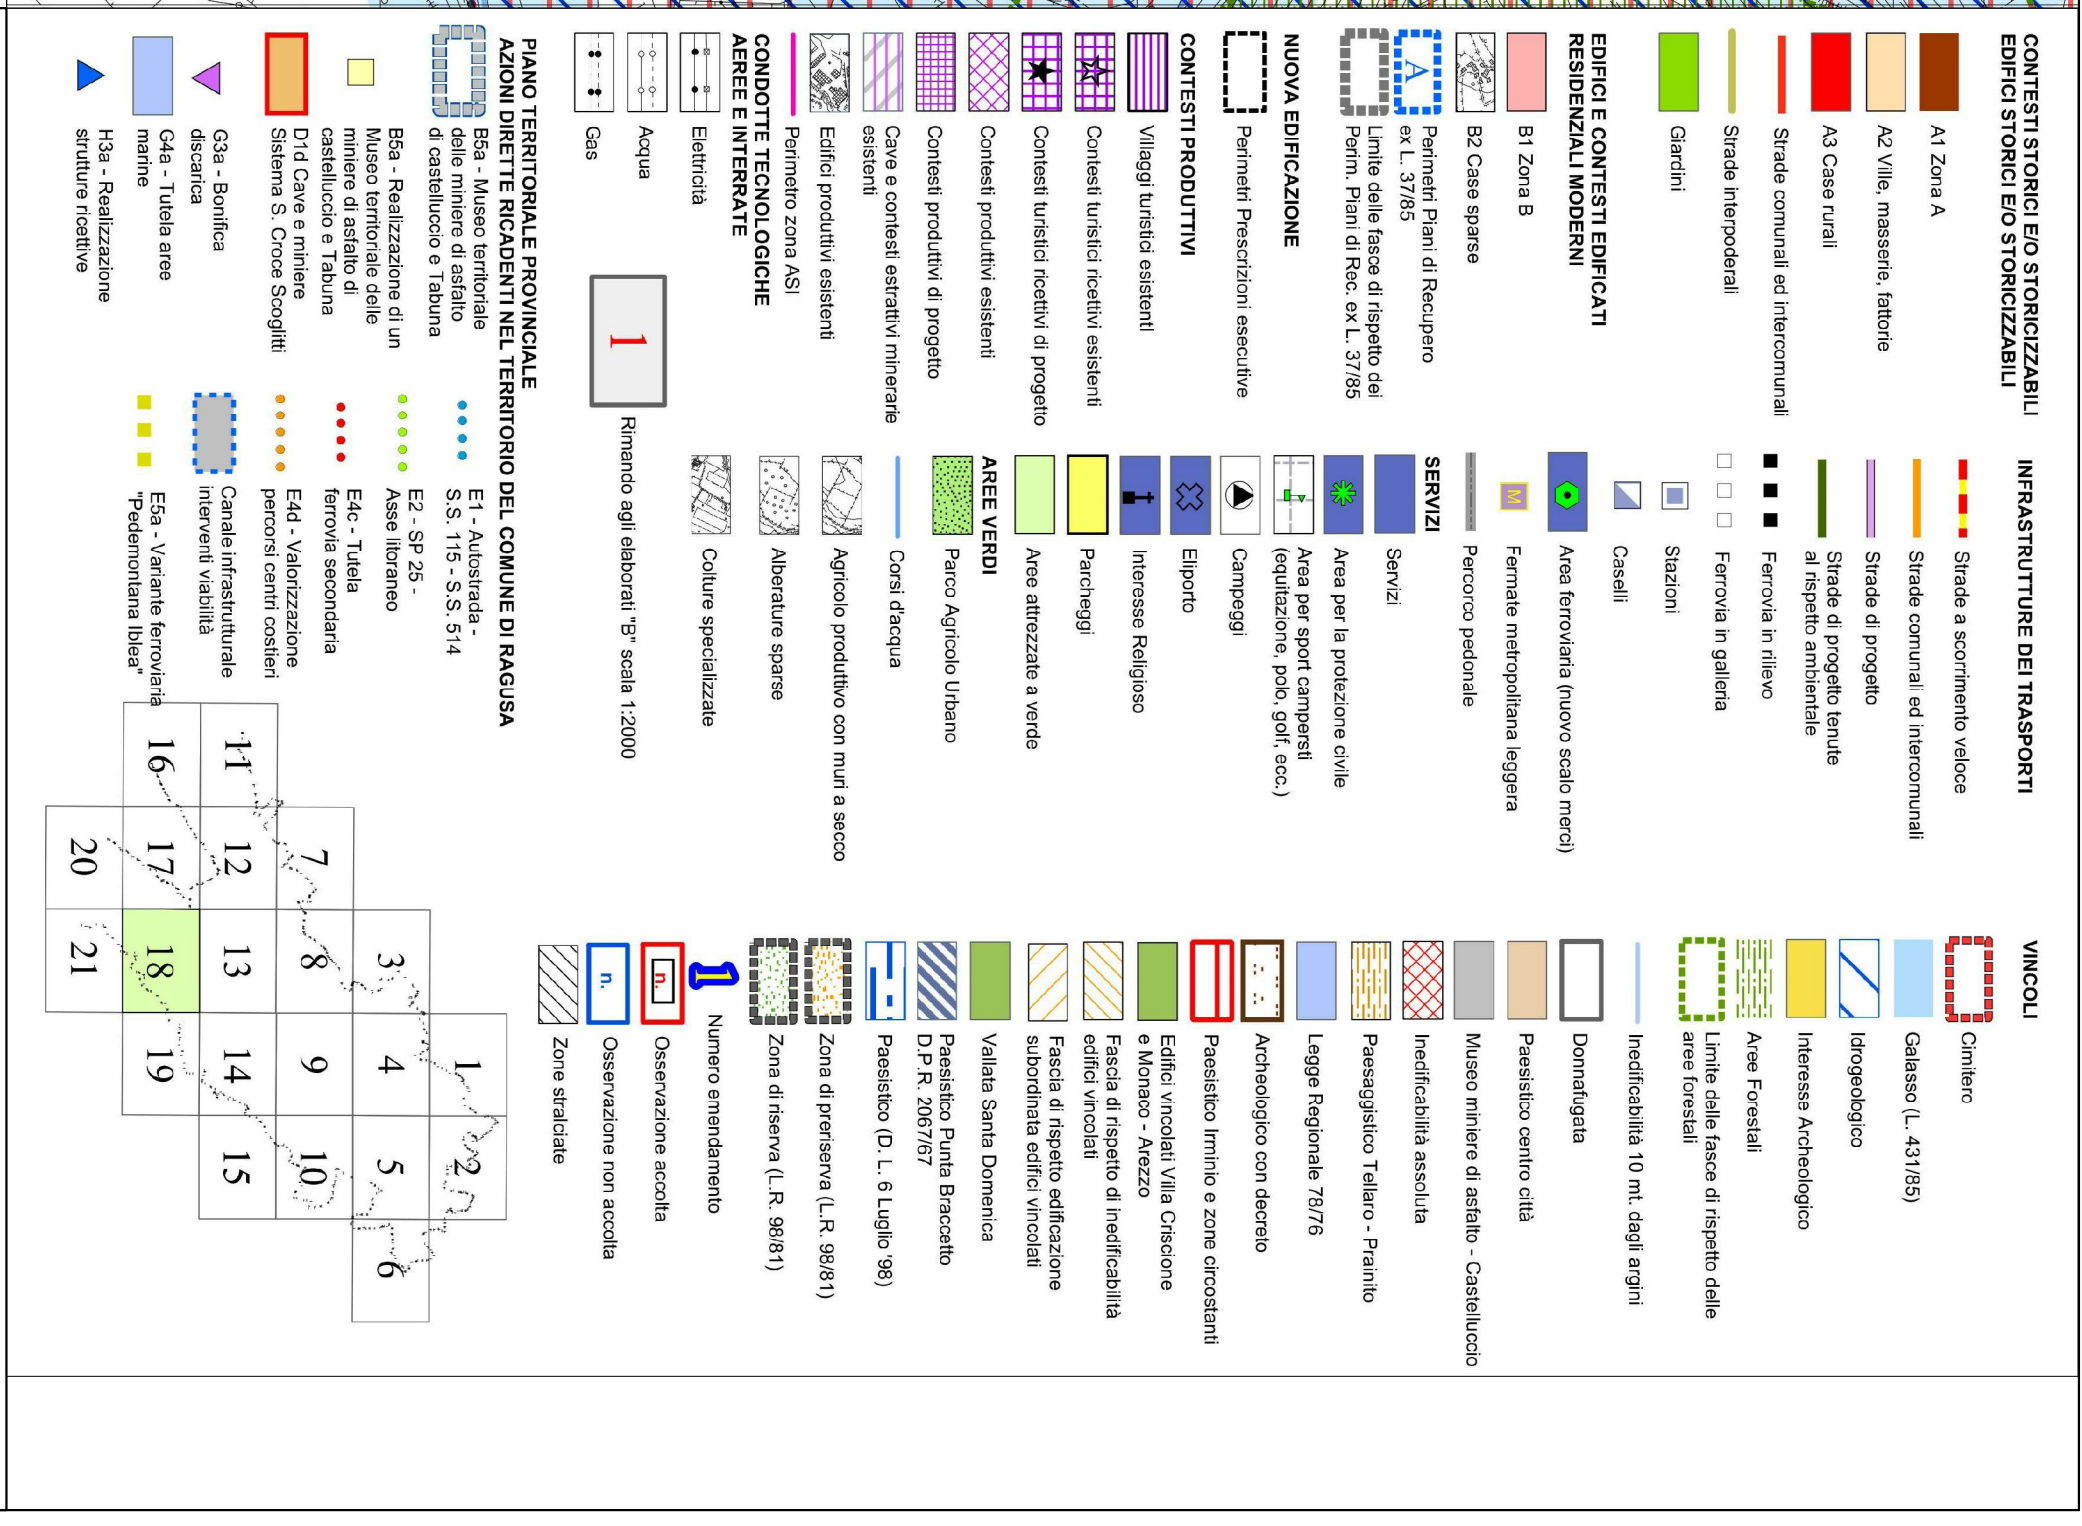 CONTESTI STORICI E/O STORICIZZABILI
EDIFICI STORICI E/O STORICIZZABILI
A1 Zona A
A2 Ville, masserie, fattorie
A3 Case rurali
Strade comunali ed intercomunali
Strade interpoderali
Giardini
EDIFICI E CONTESTI EDIFICATI
RESIDENZIALI MODERNI
B1 Zona B
B2 Case sparse
A
Perimetri Piani di Recupero
ex L. 37/85
Limite delle fasce di rispetto dei
Perim. Piani di Rec. ex L. 37/85
NUOVA EDIFICAZIONE
Perimetri Prescrizioni esecutive
CONTESTI PRODUTTIVI
Villaggi turistici esistenti
Contesti turistici ricettivi esistenti
Contesti turistici ricettivi di progetto
Contesti produttivi esistenti
Contesti produttivi di progetto
Cave e contesti estrattivi minerarie
esistenti
Edifici produttivi esistenti
Perimetro zona ASI
CONDOTTE TECNOLOGICHE
AEREE E INTERRATE
Elettricità
Acqua
Gas
1
Rimando agli elaborati "B" scala 1:2000
INFRASTRUTTURE DEI TRASPORTI
Strade a scorrimento veloce
Strade comunali ed intercomunali
Strade di progetto
Strade di progetto tenute
al rispetto ambientale
Ferrovia in rilievo
Ferrovia in galleria
Stazioni
Caselli
Area ferroviaria (nuovo scalo merci)
M
Fermate metropolitana leggera
Percorco pedonale
SERVIZI
Servizi
Area per la protezione civile
Area per sport campersti
(equitazione, polo, golf, ecc.)
Campeggi
Eliporto
Interesse Religioso
Parcheggi
Aree attrezzate a verde
AREE VERDI
Parco Agricolo Urbano
Corsi d'acqua
Agricolo produttivo con muri a secco
Alberature sparse
Colture specializzate
VINCOLI
Cimitero
Galasso (L. 431/85)
Idrogeologico
Interesse Archeologico
Aree Forestali
Limite delle fasce di rispetto delle
aree forestali
Inedificabilità 10 mt. dagli argini
Donnafugata
Paesistico centro città
Museo miniere di asfalto - Castelluccio
Inedificabilità assoluta
Paesaggistico Tellaro - Prainito
Legge Regionale 78/76
Archeologico con decreto
Paesistico Irminio e zone circostanti
Edifici vincolati Villa Criscione
e Monaco - Arezzo
Fascia di rispetto di inedificabilità
edifici vincolati
Fascia di rispetto edificazione
subordinata edifici vincolati
Vallata Santa Domenica
Paesistico Punta Braccetto
D.P.R. 2067/67
Paesistico (D. L. 6 Luglio '98)
Zona di preriserva (L.R. 98/81)
Zona di riserva (L.R. 98/81)
1
Numero emendamento
n.
Osservazione accolta
n.
Osservazione non accolta
Zone stralciate
PIANO TERRITORIALE PROVINCIALE
AZIONI DIRETTE RICADENTI NEL TERRITORIO DEL COMUNE DI RAGUSA
B5a - Museo territoriale
delle miniere di asfalto
di castelluccio e Tabuna
B5a - Realizzazione di un
Museo territoriale delle
miniere di asfalto di
castelluccio e Tabuna
D1d Cave e miniere
Sistema S. Croce Scoglitti
G3a - Bonifica
discarica
G4a - Tutela aree
marine
H3a - Realizzazione
strutture ricettive
E1 - Autostrada -
S.S. 115 - S.S. 514
E2 - SP 25 -
Asse litoraneo
E4c - Tutela
ferrovia secondaria
E4d - Valorizzazione
percorsi centri costieri
Canale infrastrutturale
interventi viabilità
E5a - Variante ferroviaria
"Pedemontana Iblea"
1 2
3 4 5 6
7 8 9 10
11 12 13 14 15
16 17 18 19
20 21